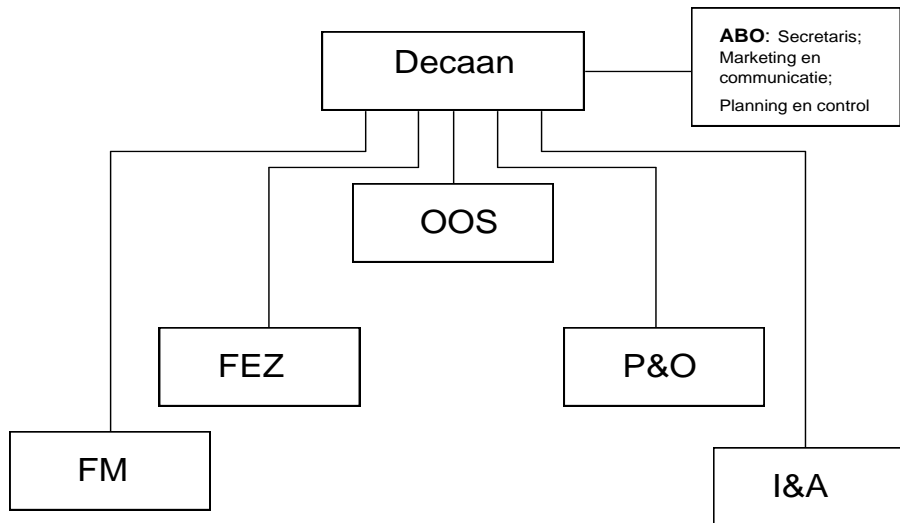 Decaan
ABO: Secretaris;
Marketing en
communicatie;
Planning en control
OOS
FEZ
P&O
FM
I&A